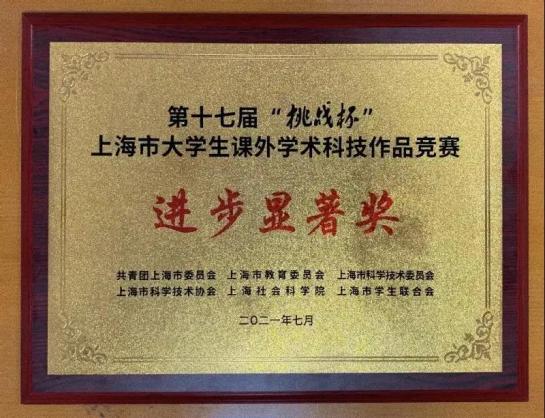 第十七届“挑战杯”
上海市大学生课外学术科技作品竞赛
进步显著奖
共青团上海市委员会 上海市教育委员会 上海市科学技术委员会
上海市科学技术协会 上海社会科学院 上海市学生联合会
二〇二一年七月